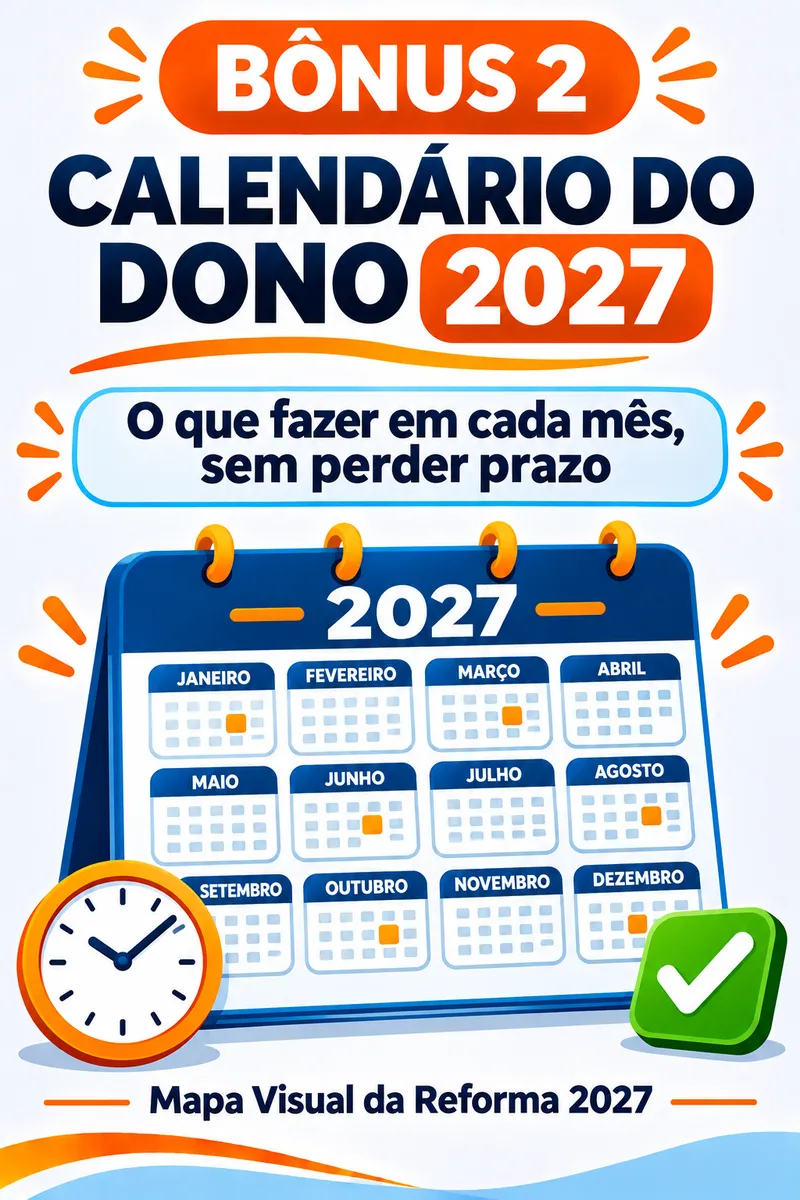 BÔNUS 2
CALENDÁRIO DO
DONO 2027
O que fazer em cada mês,
sem perder prazo
2027
JANEIRO FEVEREIRO MARÇO ABRIL
MAIO JUNHO JULHO AGOSTO
SETEMBRO OUTUBRO NOVEMBRO DEZEMBRO
Mapa Visual da Reforma 2027